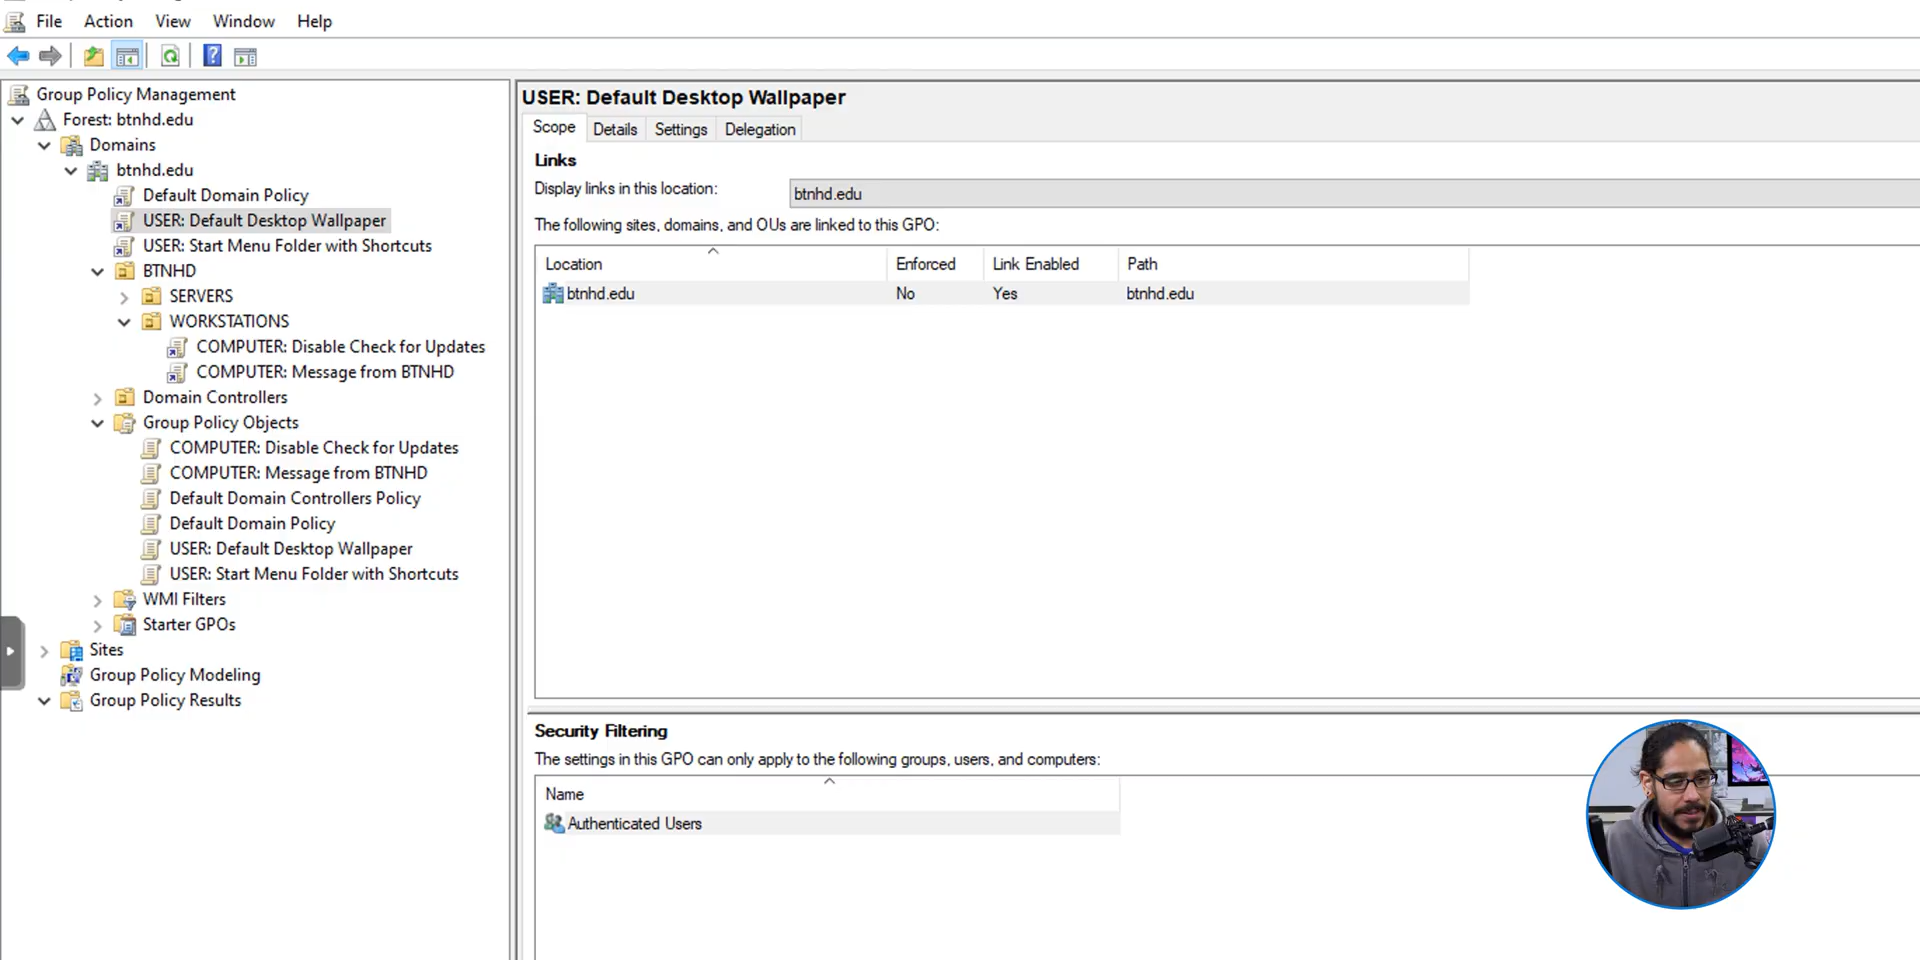 File Action View Window Help
Group Policy Management
Forest: btnhd.edu
Domains
btnhd.edu
Default Domain Policy
USER: Default Desktop Wallpaper
USER: Start Menu Folder with Shortcuts
BTNHD
SERVERS
WORKSTATIONS
COMPUTER: Disable Check for Updates
COMPUTER: Message from BTNHD
Domain Controllers
Group Policy Objects
COMPUTER: Disable Check for Updates
COMPUTER: Message from BTNHD
Default Domain Controllers Policy
Default Domain Policy
USER: Default Desktop Wallpaper
USER: Start Menu Folder with Shortcuts
WMI Filters
Starter GPOs
Sites
Group Policy Modeling
Group Policy Results
USER: Default Desktop Wallpaper
Scope Details Settings Delegation
Links
Display links in this location: btnhd.edu
The following sites, domains, and OUs are linked to this GPO:
Location Enforced Link Enabled Path
btnhd.edu No Yes btnhd.edu
Security Filtering
The settings in this GPO can only apply to the following groups, users, and computers:
Name
Authenticated Users